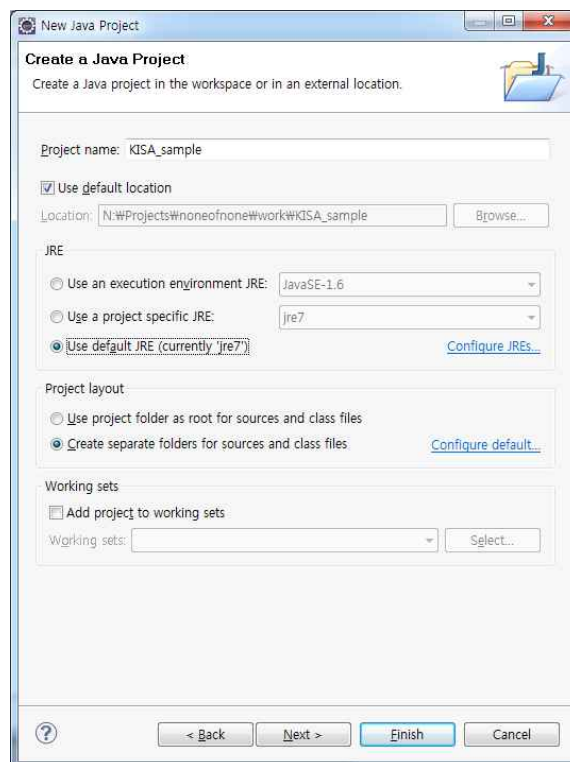 New Java Project
Create a Java Project
Create a Java project in the workspace or in an external location.
Project name: KISA_sample
Use default location
Location: N:₩Projects₩noneofnone₩work₩KISA_sample Browse...
JRE
Use an execution environment JRE: JavaSE-1.6
Use a project specific JRE: jre7
Use default JRE (currently 'jre7') Configure JREs...
Project layout
Use project folder as root for sources and class files
Create separate folders for sources and class files Configure default...
Working sets
Add project to working sets
Working sets: Select...
? < Back Next > Finish Cancel